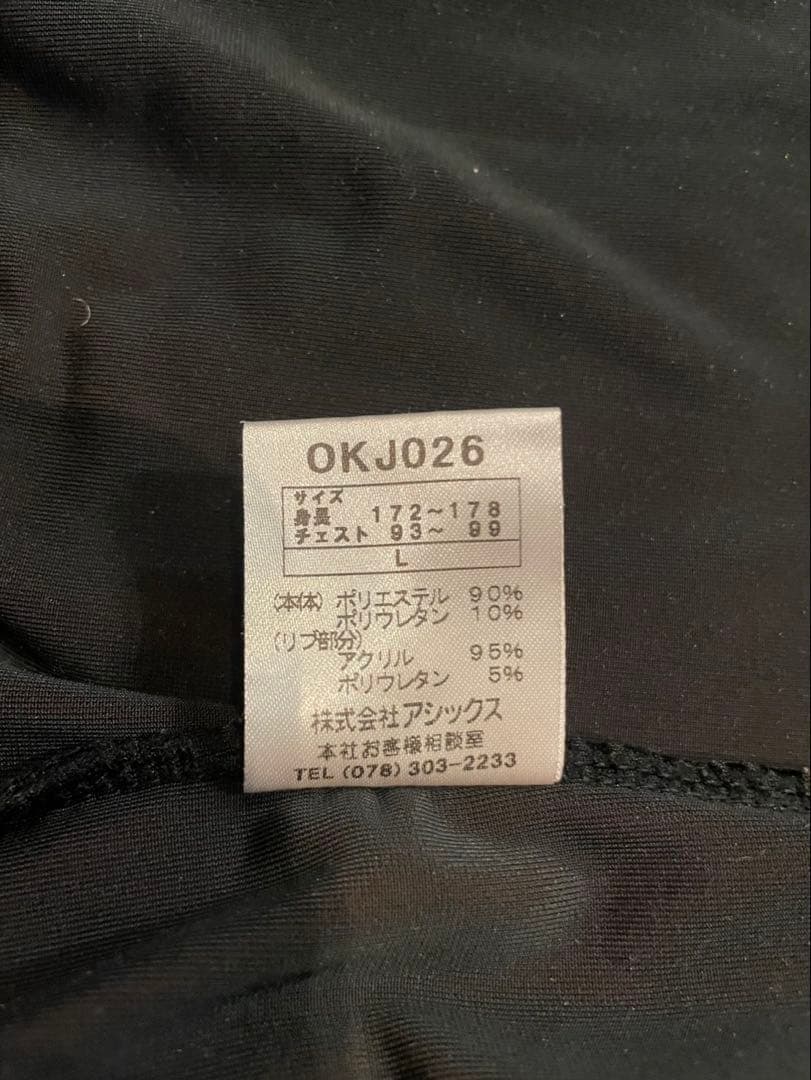 OKJ026
サイズ
身長 172～178
チェスト 93～ 99
L
(本体) ポリエステル 90%
ポリウレタン 10%
(リブ部分)
アクリル 95%
ポリウレタン 5%
株式会社アシックス
本社お客様相談室
TEL (078) 303-2233